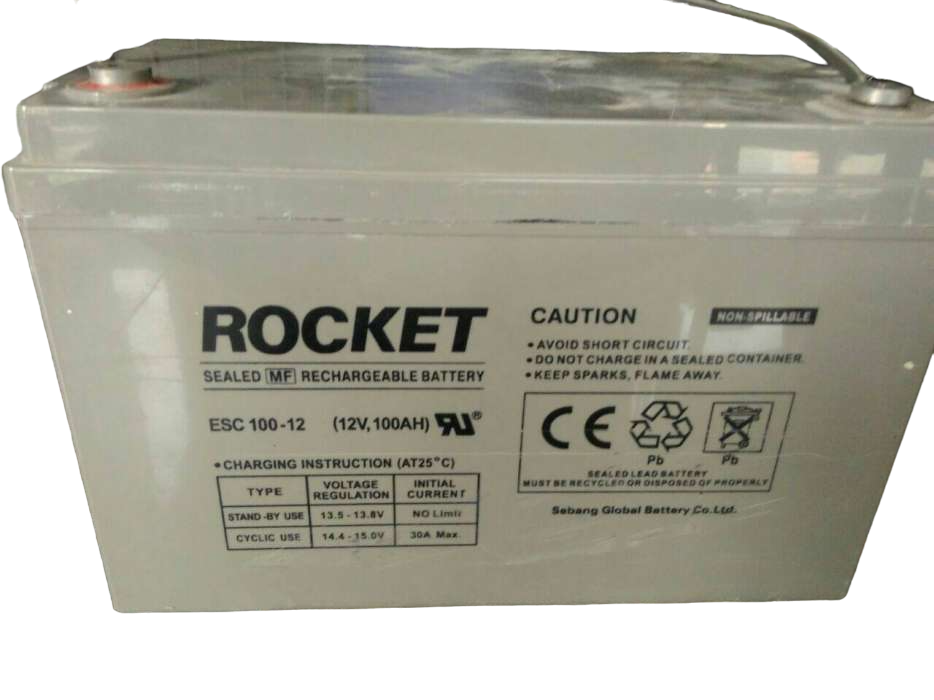 ROCKET
SEALED MF RECHARGEABLE BATTERY
ESC 100-12 (12V, 100AH) RU®
•CHARGING INSTRUCTION (AT25°C)
TYPE VOLTAGE REGULATION INITIAL CURRENT
STAND-BY USE 13.5-13.8V NO Limit
CYCLIC USE 14.4-15.0V 30A Max.
CAUTION NON-SPILLABLE
• AVOID SHORT CIRCUIT.
• DO NOT CHARGE IN A SEALED CONTAINER.
• KEEP SPARKS, FLAME AWAY.
CE Pb Pb
SEALED LEAD BATTERY
MUST BE RECYCLED OR DISPOSED OF PROPERLY
Sebang Global Battery Co.Ltd.